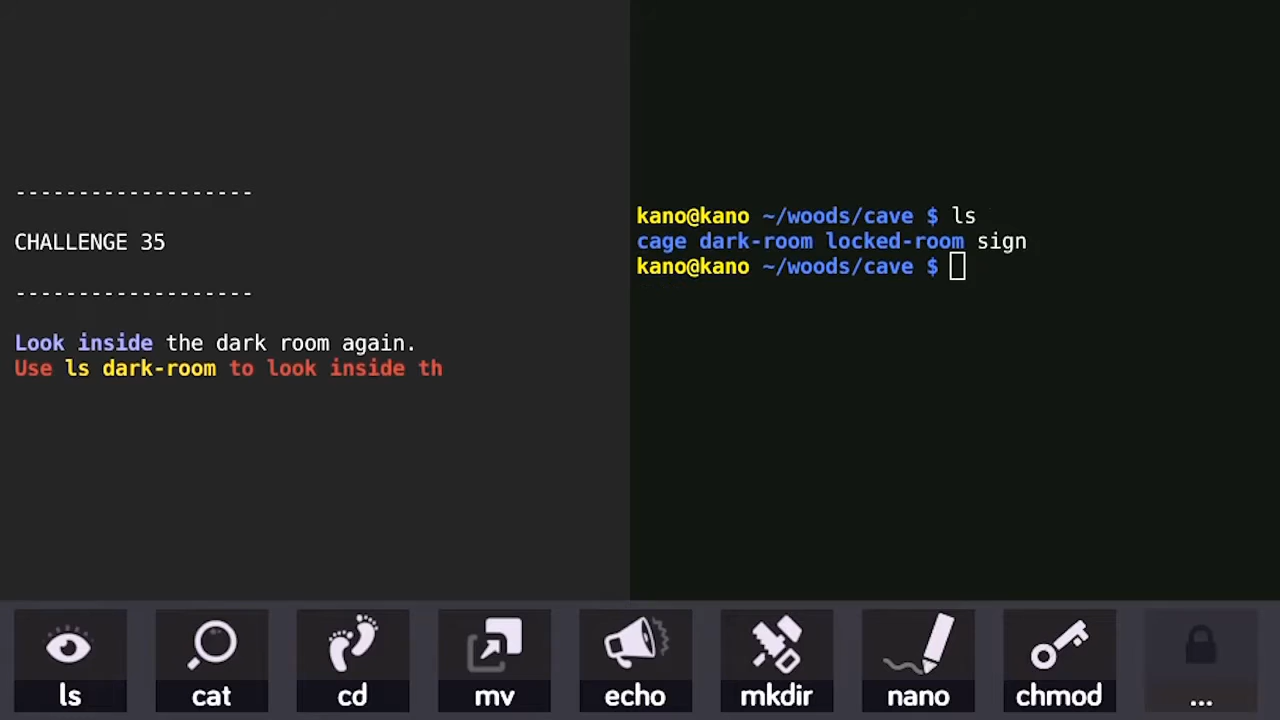 -------------------
CHALLENGE 35
-------------------
Look inside the dark room again.
Use ls dark-room to look inside th
kano@kano ~/woods/cave $ ls
cage dark-room locked-room sign
kano@kano ~/woods/cave $
ls
cat
cd
mv
echo
mkdir
nano
chmod
...